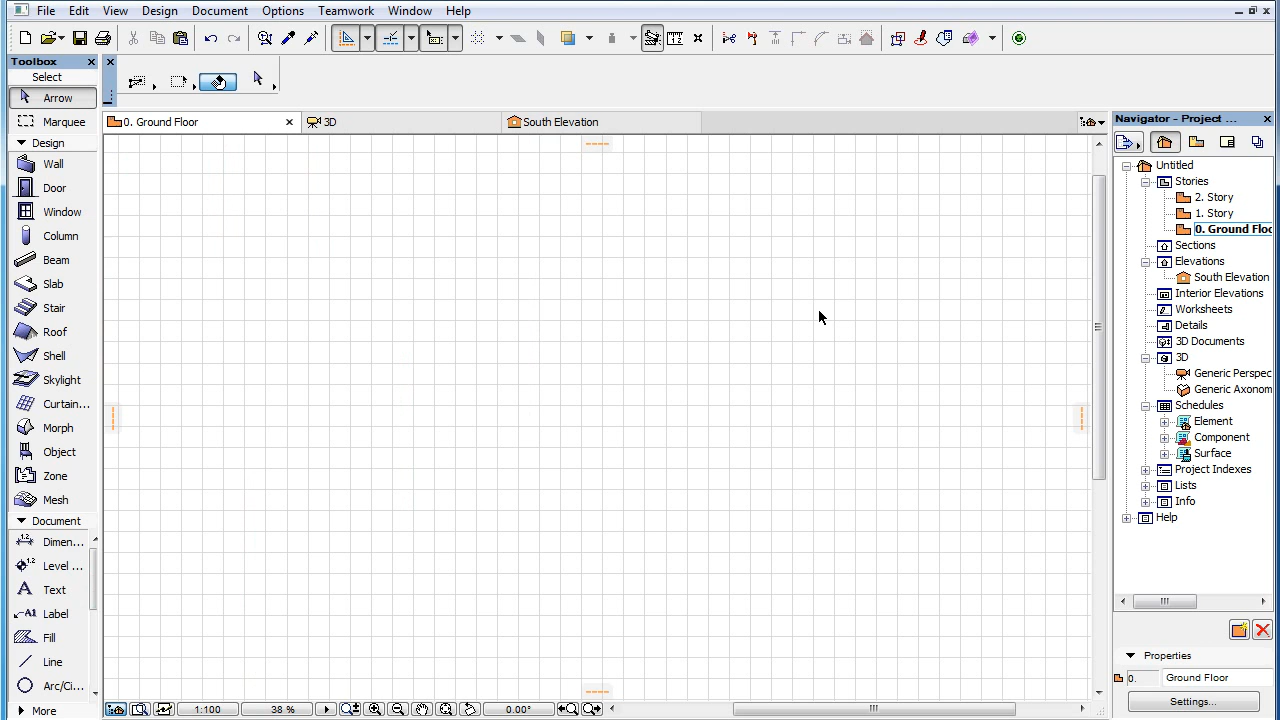 File Edit View Design Document Options Teamwork Window Help
Toolbox
Select
Arrow
Marquee
Design
Wall
Door
Window
Column
Beam
Slab
Stair
Roof
Shell
Skylight
Curtain...
Morph
Object
Zone
Mesh
Document
Dimen...
Level ...
Text
Label
Fill
Line
Arc/Ci...
More
0. Ground Floor
3D
South Elevation
1:100
38 %
0.00°
Navigator - Project ...
Untitled
Stories
2. Story
1. Story
0. Ground Floo
Sections
Elevations
South Elevation
Interior Elevations
Worksheets
Details
3D Documents
3D
Generic Perspec
Generic Axonom
Schedules
Element
Component
Surface
Project Indexes
Lists
Info
Help
Properties
0. Ground Floor
Settings...